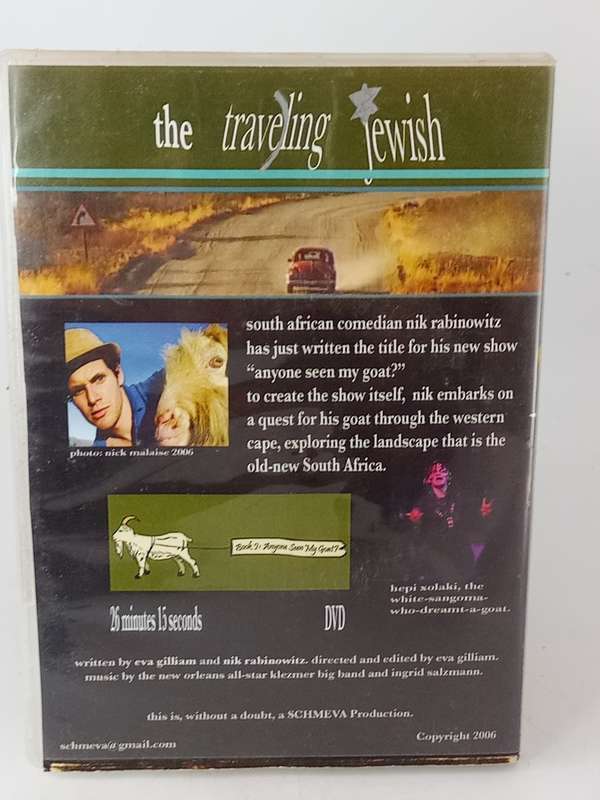 the traveling jewish
south african comedian nik rabinowitz
has just written the title for his new show
"anyone seen my goat?"
to create the show itself, nik embarks on
a quest for his goat through the western
cape, exploring the landscape that is the
old-new South Africa.
photo: nick malaise 2006
Anyone Seen My Goat?
hepi xolaki, the
white-sangoma-
who-dreamt-a-goat.
26 minutes 15 seconds
DVD
written by eva gilliam and nik rabinowitz. directed and edited by eva gilliam.
music by the new orleans all-star klezmer big band and ingrid salzmann.
this is, without a doubt, a SCHMEVA Production.
schmeva@gmail.com
Copyright 2006